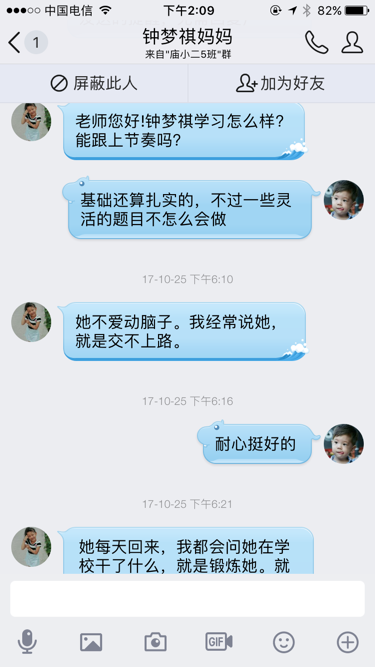 中国电信
下午2:09
82%
1
钟梦祺妈妈
来自"庙小二5班"群
屏蔽此人
加为好友
老师您好!钟梦祺学习怎么样?
能跟上节奏吗?
基础还算扎实的，不过一些灵
活的题目不怎么会做
17-10-25 下午6:10
她不爱动脑子。我经常说她，
就是交不上路。
17-10-25 下午6:16
耐心挺好的
17-10-25 下午6:21
她每天回来，我都会问她在学
校干了什么，就是锻炼她。就
GIF